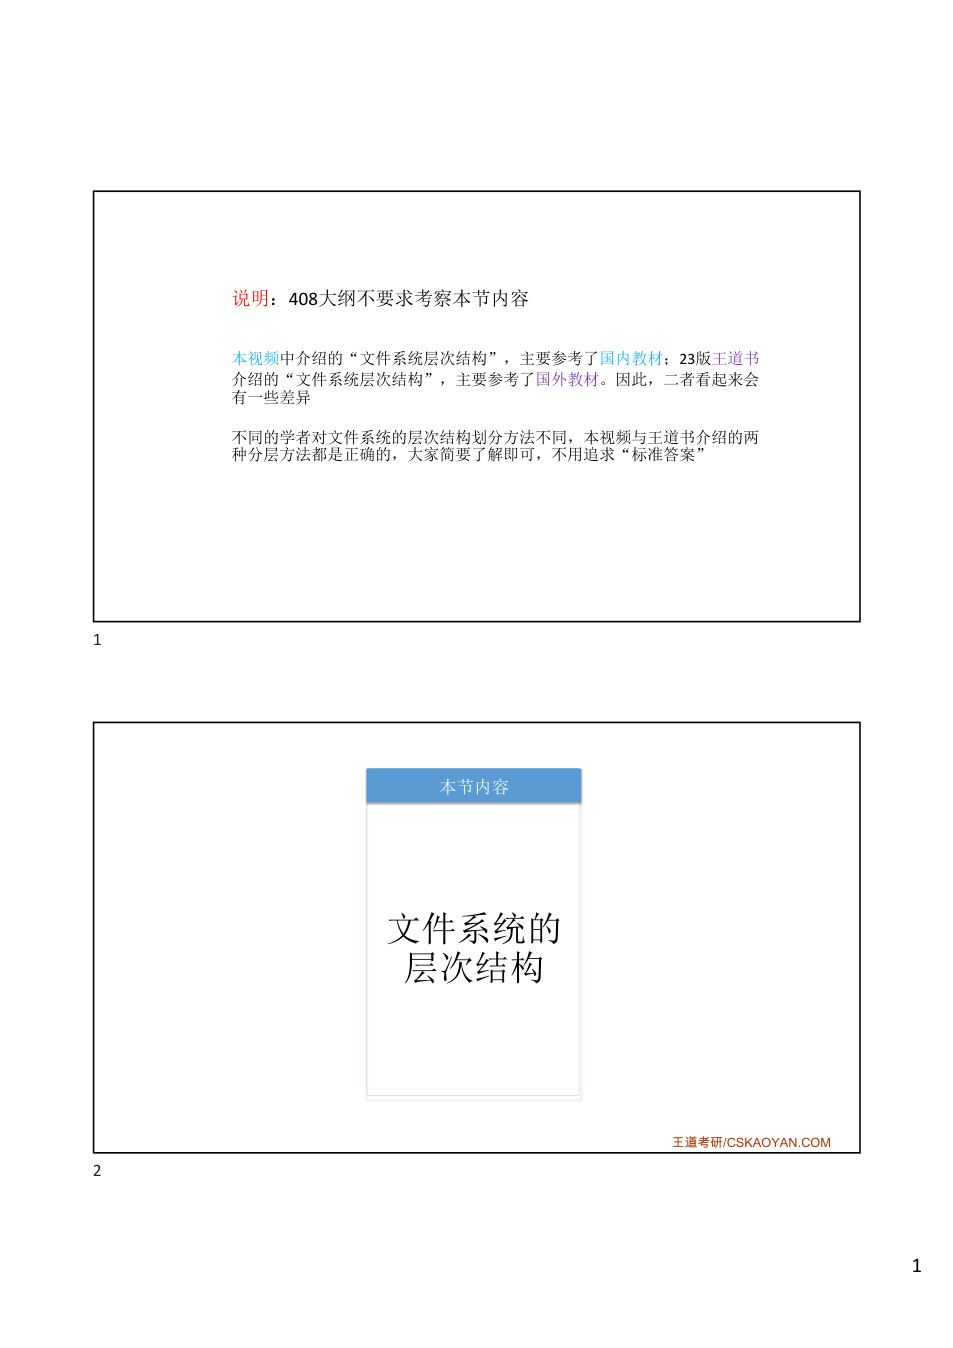 说明：408大纲不要求考察本节内容
本视频中介绍的“文件系统层次结构”，主要参考了国内教材；23版王道书
介绍的“文件系统层次结构”，主要参考了国外教材。因此，二者看起来会
有一些差异
不同的学者对文件系统的层次结构划分方法不同，本视频与王道书介绍的两
种分层方法都是正确的，大家简要了解即可，不用追求“标准答案”
1
本节内容
文件系统的
层次结构
王道考研/CSKAOYAN.COM
2
1